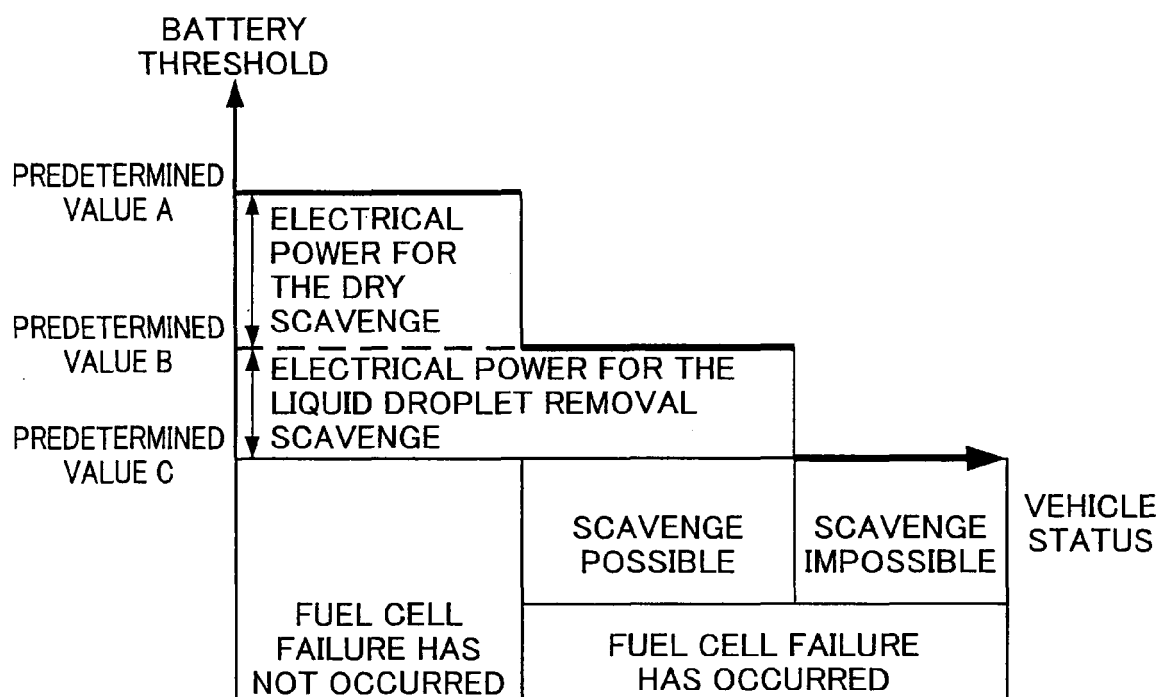 BATTERY
THRESHOLD
PREDETERMINED
VALUE A
ELECTRICAL
POWER FOR
THE DRY
SCAVENGE
PREDETERMINED
VALUE B
ELECTRICAL POWER FOR THE
LIQUID DROPLET REMOVAL
SCAVENGE
PREDETERMINED
VALUE C
VEHICLE
STATUS
SCAVENGE
POSSIBLE
SCAVENGE
IMPOSSIBLE
FUEL CELL
FAILURE HAS
NOT OCCURRED
FUEL CELL FAILURE
HAS OCCURRED